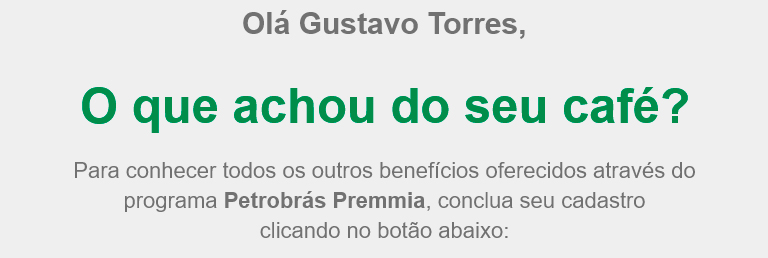 Olá Gustavo Torres,
O que achou do seu café?
Para conhecer todos os outros benefícios oferecidos através do
programa Petrobrás Premmia, conclua seu cadastro
clicando no botão abaixo: